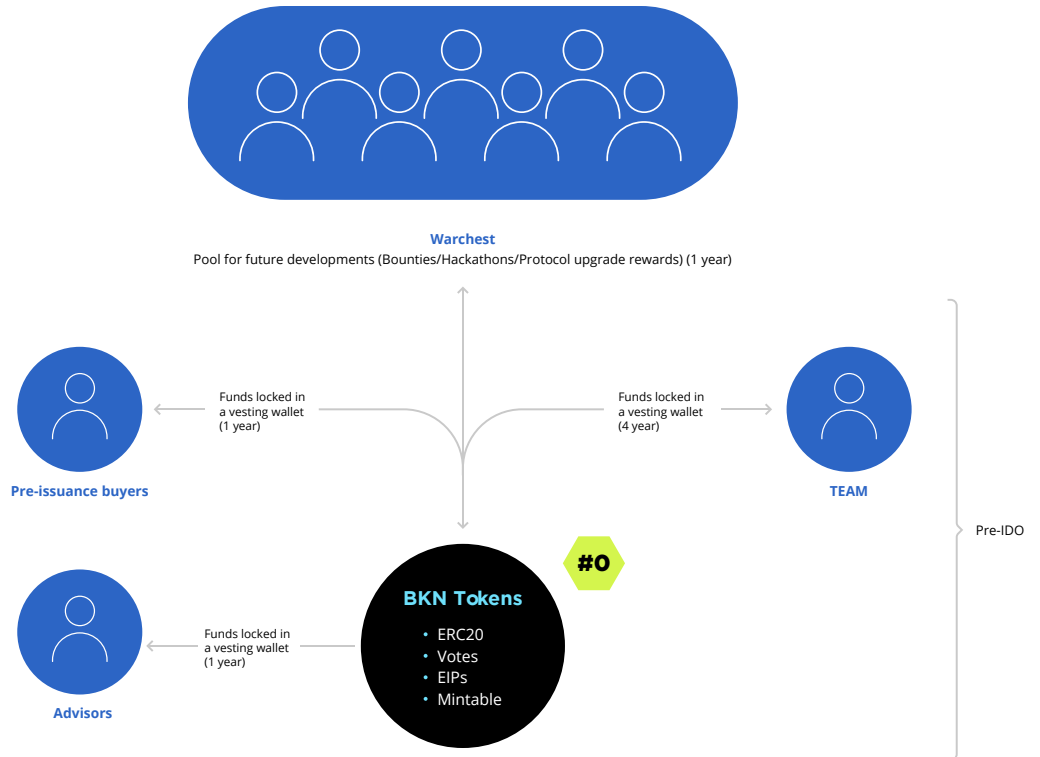 Warchest
Pool for future developments (Bounties/Hackathons/Protocol upgrade rewards) (1 year)
Funds locked in
a vesting wallet
(1 year)
Funds locked in
a vesting wallet
(4 year)
Pre-issuance buyers
TEAM
Pre-IDO
#0
BKN Tokens
• ERC20
• Votes
• EIPs
• Mintable
Funds locked in
a vesting wallet
(1 year)
Advisors